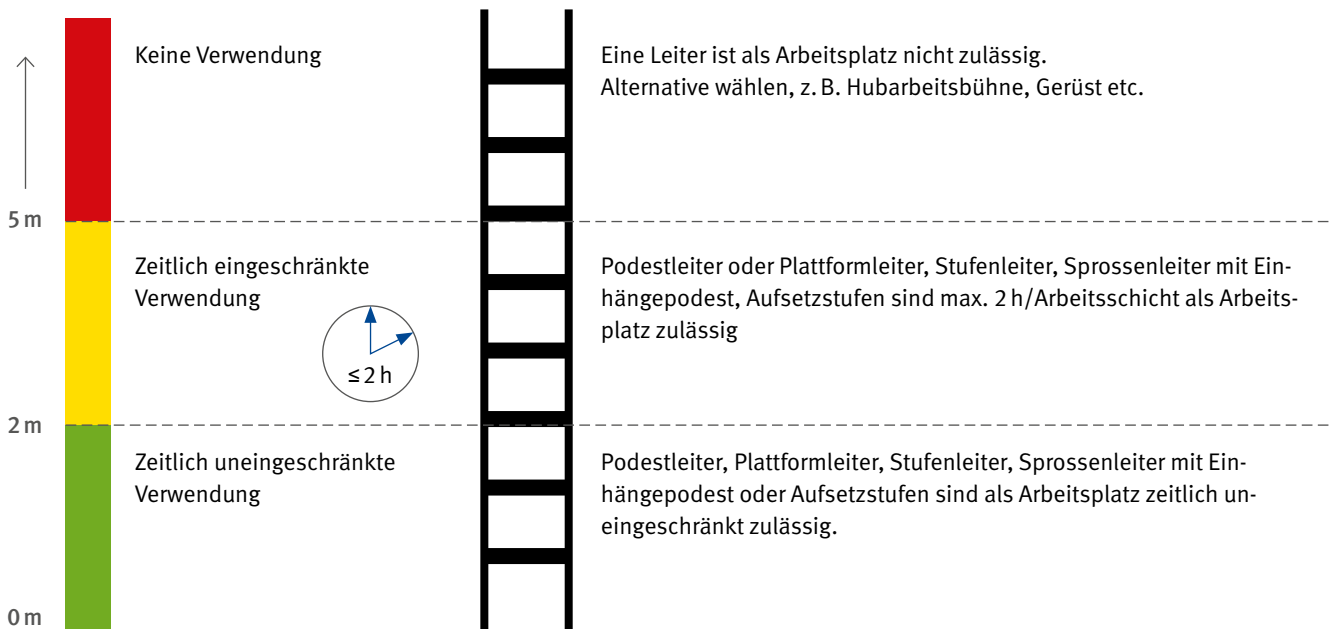 Keine Verwendung
Eine Leiter ist als Arbeitsplatz nicht zulässig.
Alternative wählen, z. B. Hubarbeitsbühne, Gerüst etc.
5 m
Zeitlich eingeschränkte
Verwendung
≤ 2 h
Podestleiter oder Plattformleiter, Stufenleiter, Sprossenleiter mit Ein-
hängepodest, Aufsetzstufen sind max. 2 h/Arbeitsschicht als Arbeits-
platz zulässig
2 m
Zeitlich uneingeschränkte
Verwendung
Podestleiter, Plattformleiter, Stufenleiter, Sprossenleiter mit Ein-
hängepodest oder Aufsetzstufen sind als Arbeitsplatz zeitlich un-
eingeschränkt zulässig.
0 m